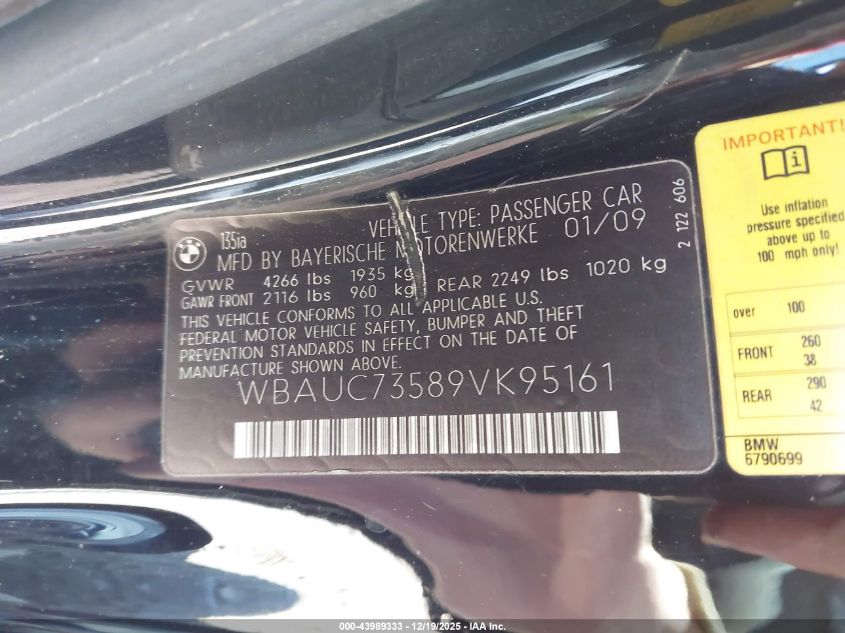 135ia
VEHICLE TYPE: PASSENGER CAR
MFD BY BAYERISCHE MOTORENWERKE 01/09
GVWR 4266 lbs 1935 kg
GAWR FRONT 2116 lbs 960 kg REAR 2249 lbs 1020 kg
THIS VEHICLE CONFORMS TO ALL APPLICABLE U.S.
FEDERAL MOTOR VEHICLE SAFETY, BUMPER AND THEFT
PREVENTION STANDARDS IN EFFECT ON THE DATE OF
MANUFACTURE SHOWN ABOVE.
WBAUC73589VK95161
2 122 606
IMPORTANT!
Use inflation
pressure specified
above up to
100 mph only!
over 100
FRONT 260
38
REAR 290
42
BMW
6790699
000-43989333 - 12/19/2025 - IAA Inc.